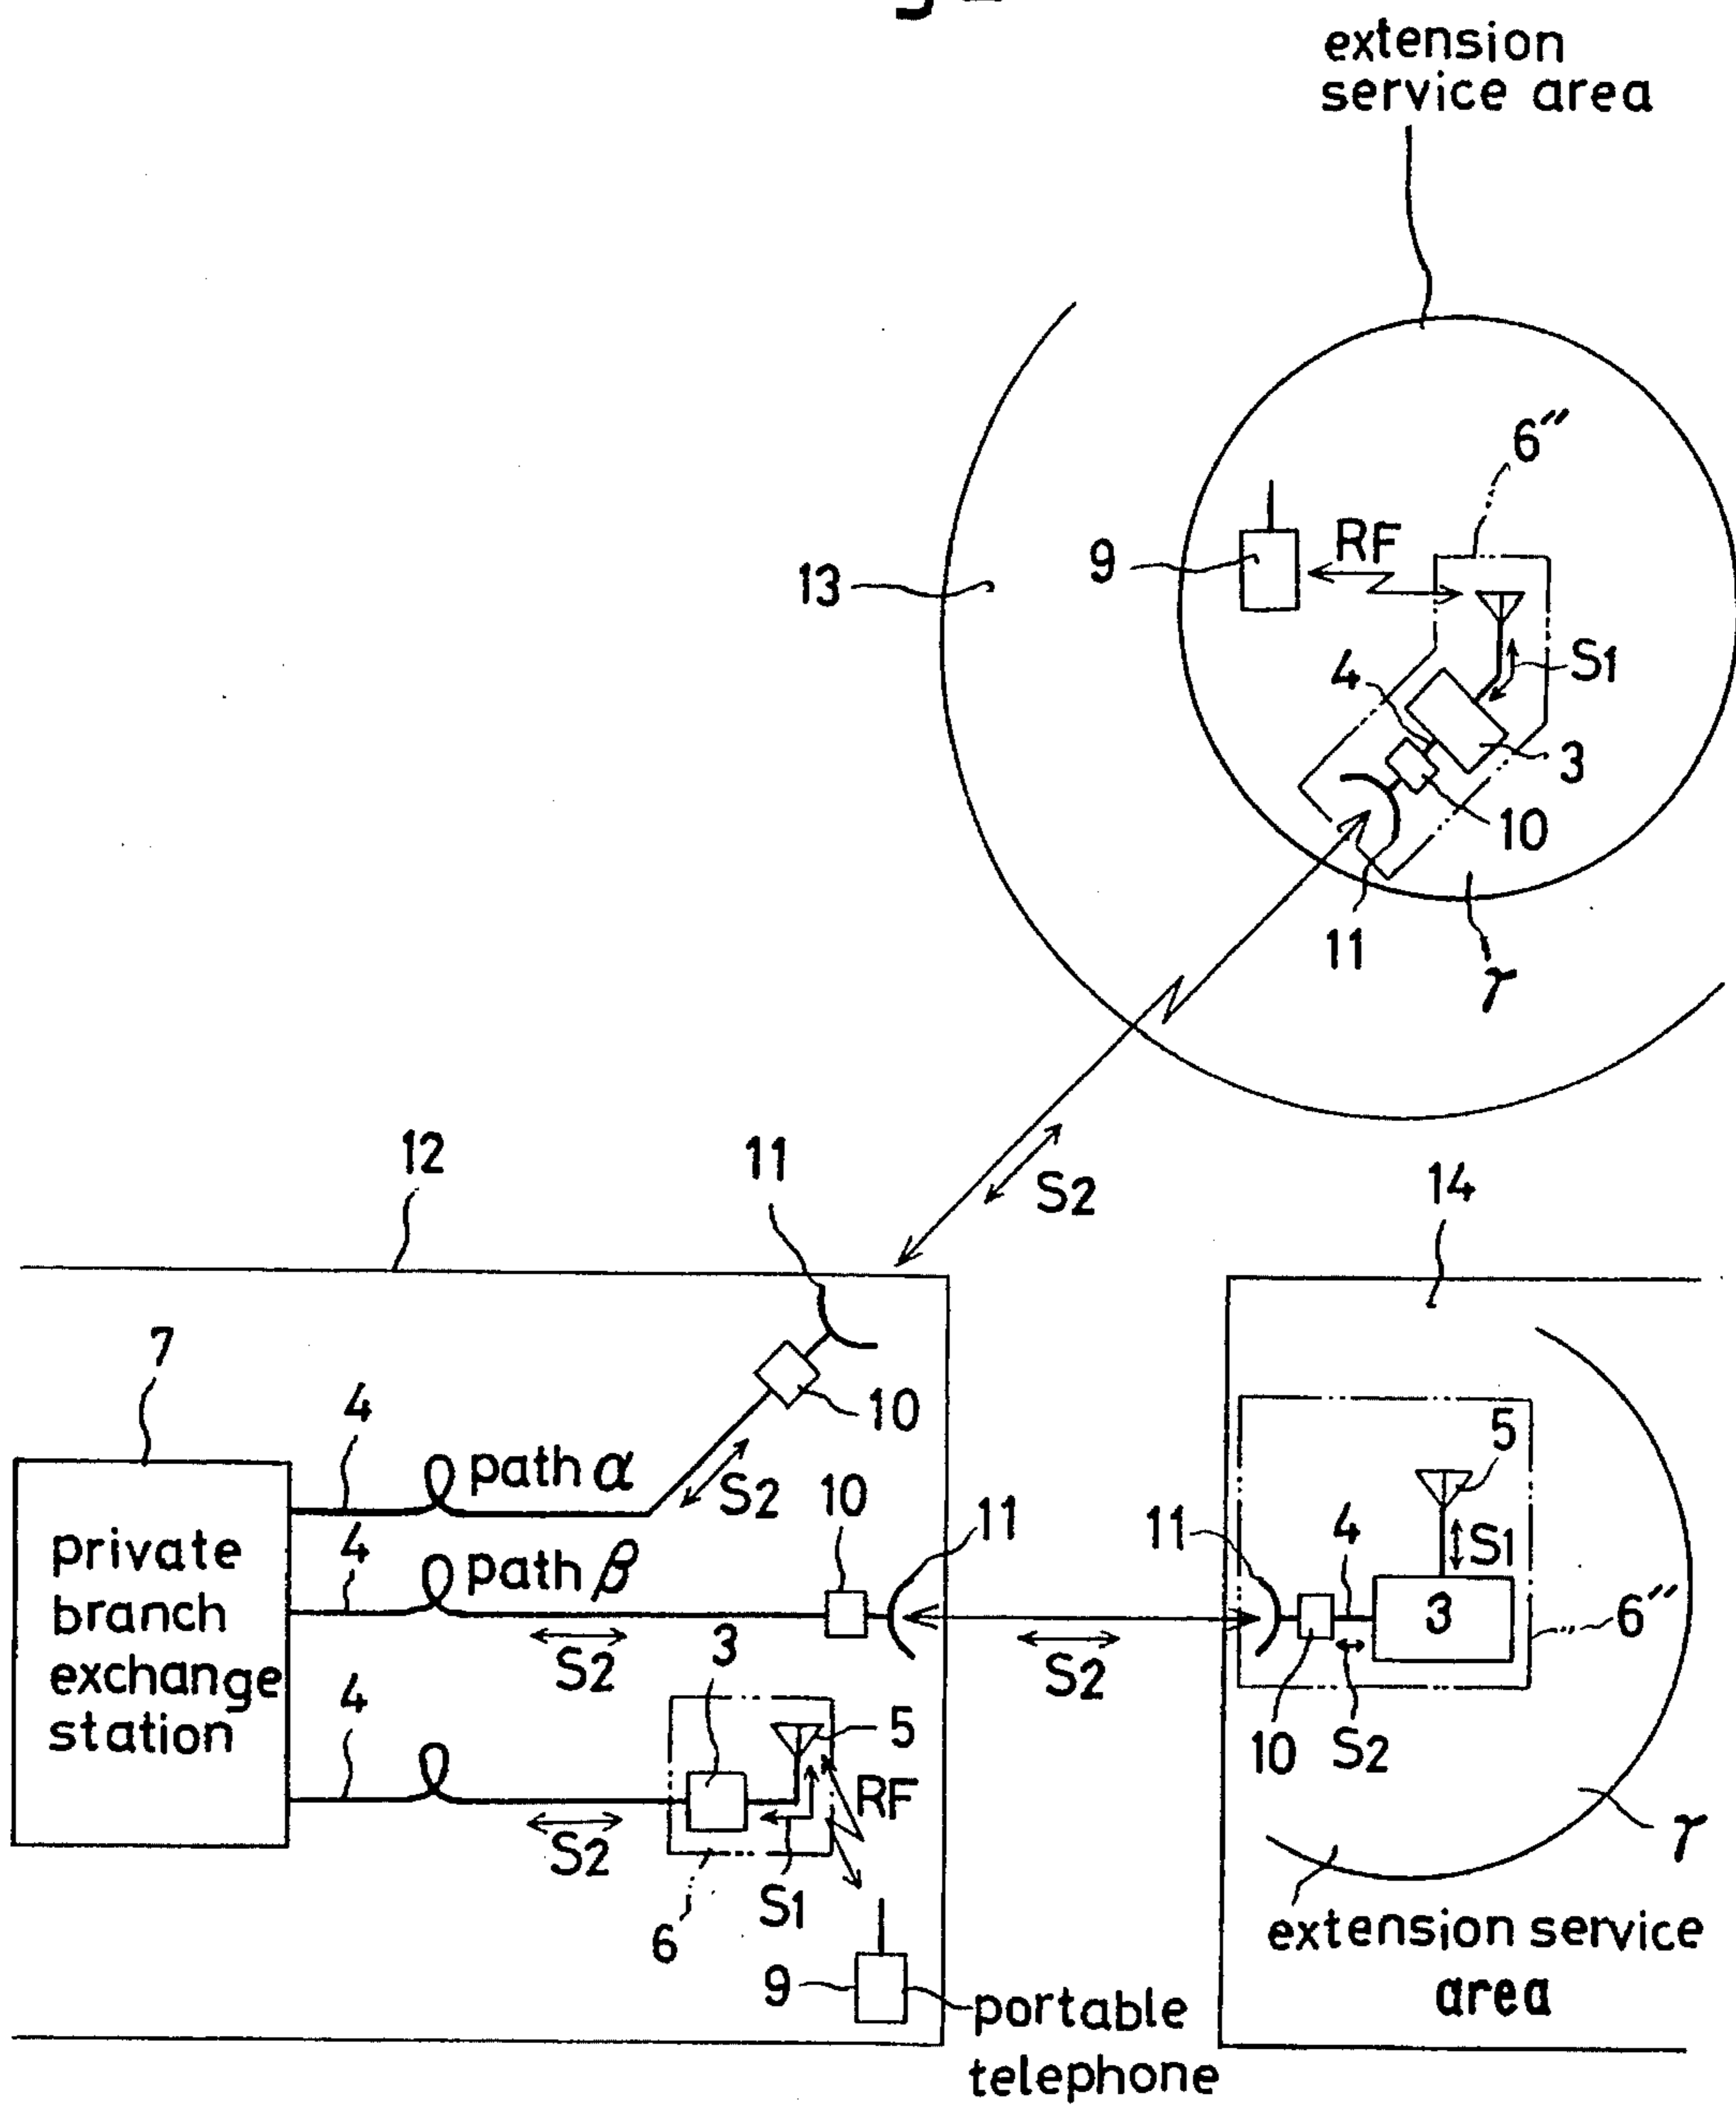 extension
service area
6″
RF
9
13
4
S1
3
10
11
γ
S2
12
11
14
7
4
10
5
path α
S2
10
11
11
4
S1
private
branch
exchange
station
4
path β
3
6″
S2
3
S2
4
5
10
S2
RF
γ
S2
S1
6
extension service
area
9
portable
telephone